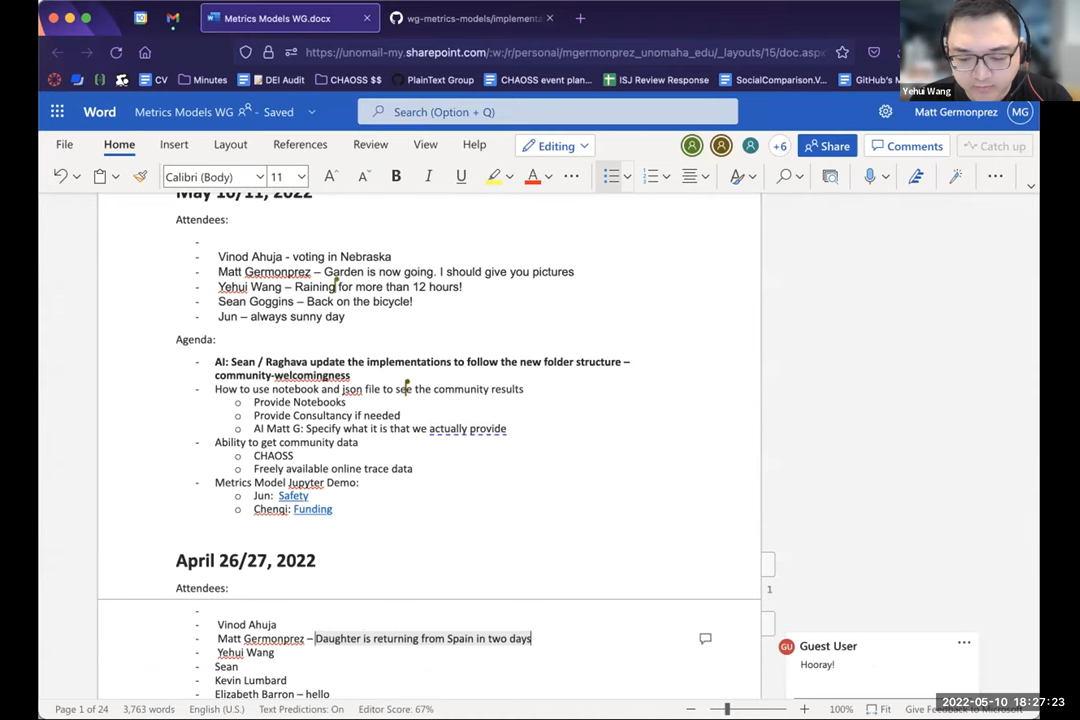 Metrics Models WG.docx
wg-metrics-models/implementa
https://unomail-my.sharepoint.com/:w:/r/personal/mgermonprez_unomaha_edu/_layouts/15/doc.asp
CV
Minutes
DEI Audit
CHAOSS $$
PlainText Group
CHAOSS event plan...
ISJ Review Response
SocialComparison.V...
GitHub's M
Yehui Wang
Word
Metrics Models WG
- Saved
Search (Option + Q)
Matt Germonprez
MG
File
Home
Insert
Layout
References
Review
View
Help
Editing
+6
Share
Comments
Catch up
Calibri (Body)
11
May 10/11, 2022
Attendees:
-
- Vinod Ahuja - voting in Nebraska
- Matt Germonprez – Garden is now going. I should give you pictures
- Yehui Wang – Raining for more than 12 hours!
- Sean Goggins – Back on the bicycle!
- Jun – always sunny day
Agenda:
- AI: Sean / Raghava update the implementations to follow the new folder structure –
community-welcomingness
- How to use notebook and json file to see the community results
o Provide Notebooks
o Provide Consultancy if needed
o AI Matt G: Specify what it is that we actually provide
- Ability to get community data
o CHAOSS
o Freely available online trace data
- Metrics Model Jupyter Demo:
o Jun: Safety
o Chenqi: Funding
April 26/27, 2022
Attendees:
-
- Vinod Ahuja
- Matt Germonprez – Daughter is returning from Spain in two days
- Yehui Wang
- Sean
- Kevin Lumbard
- Elizabeth Barron – hello
1
GU
Guest User
Hooray!
Page 1 of 24
3,763 words
English (U.S.)
Text Predictions: On
Editor Score: 67%
100%
Fit
Give Feedback to Microsoft
2022-05-10 18:27:23